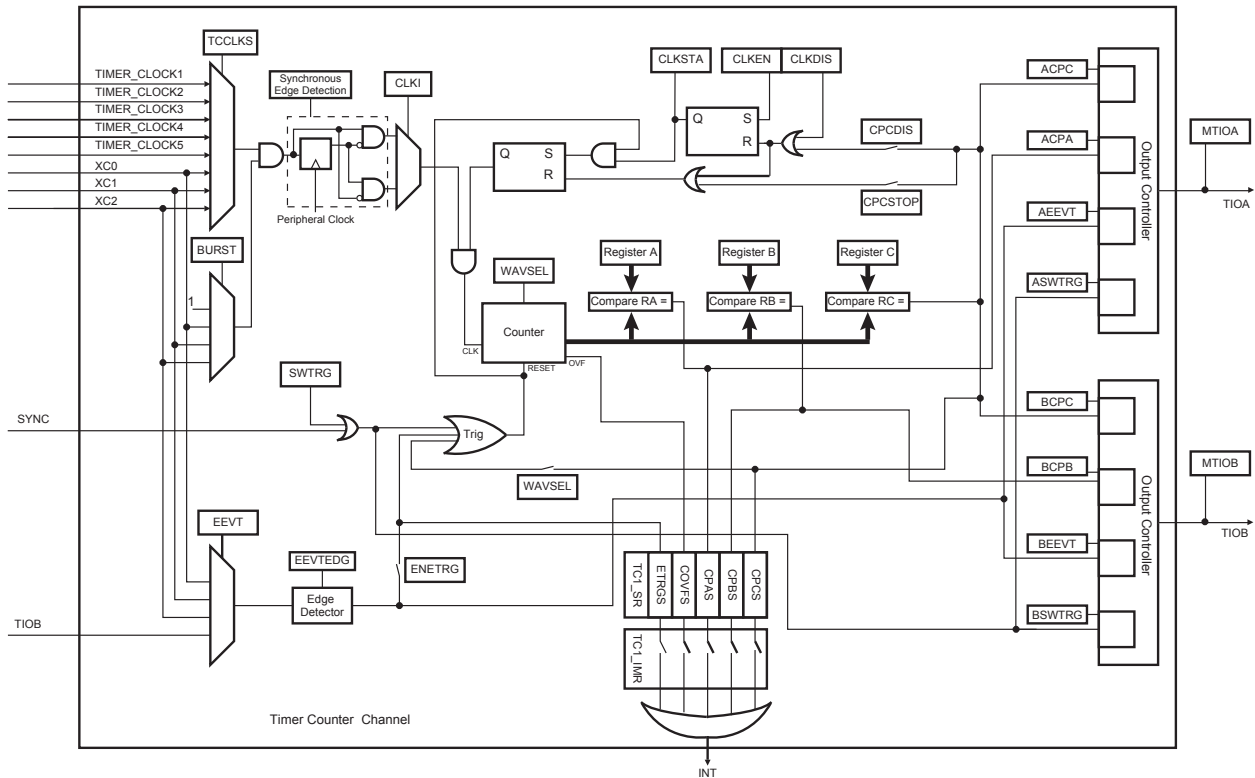 TCCLKS
TIMER_CLOCK1
TIMER_CLOCK2
TIMER_CLOCK3
TIMER_CLOCK4
TIMER_CLOCK5
XC0
XC1
XC2
Synchronous
Edge Detection
CLKI
Peripheral Clock
BURST
1
CLKSTA
CLKEN
CLKDIS
Q
S
R
Q
S
R
CPCDIS
CPCSTOP
ACPC
ACPA
AEEVT
ASWTRG
Output Controller
MTIOA
TIOA
Register A
Register B
Register C
Compare RA =
Compare RB =
Compare RC =
WAVSEL
Counter
CLK
RESET
OVF
SWTRG
SYNC
Trig
WAVSEL
BCPC
BCPB
BEEVT
BSWTRG
Output Controller
MTIOB
TIOB
EEVT
EEVTEDG
Edge
Detector
ENETRG
TIOB
TC1_SR
ETRGS
COVFS
CPAS
CPBS
CPCS
TC1_IMR
Timer Counter Channel
INT